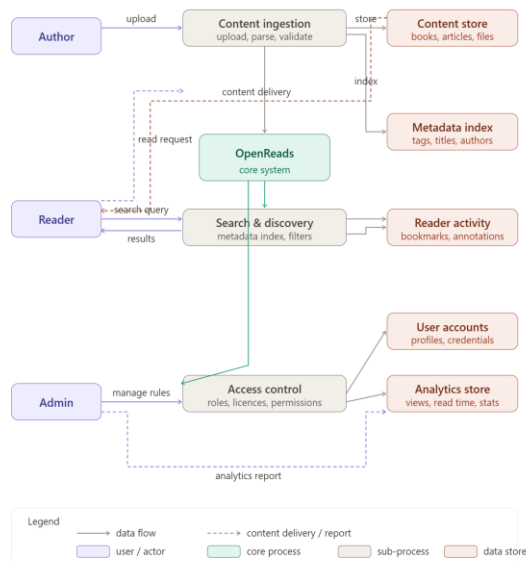 Author
upload
Content ingestion
upload, parse, validate
store
Content store
books, articles, files
index
content delivery
read request
Metadata index
tags, titles, authors
OpenReads
core system
Reader
search query
results
Search & discovery
metadata index, filters
Reader activity
bookmarks, annotations
User accounts
profiles, credentials
Admin
manage rules
Access control
roles, licences, permissions
Analytics store
views, read time, stats
analytics report
Legend
data flow
content delivery / report
user / actor
core process
sub-process
data store